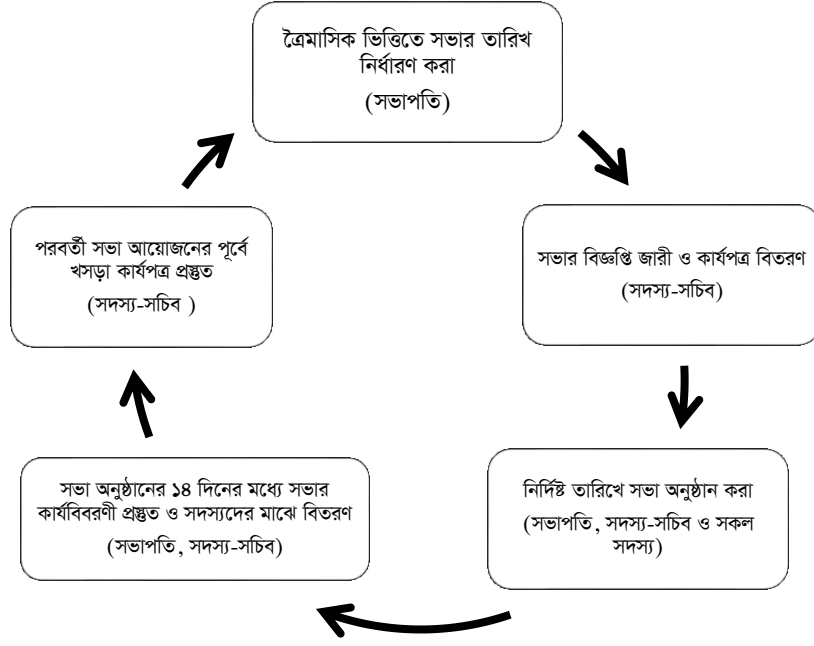 ত্রৈমাসিক ভিত্তিতে সভার তারিখ
নির্ধারণ করা
(সভাপতি)
সভার বিজ্ঞপ্তি জারী ও কার্যপত্র বিতরণ
(সদস্য-সচিব)
নির্দিষ্ট তারিখে সভা অনুষ্ঠান করা
(সভাপতি, সদস্য-সচিব ও সকল
সদস্য)
সভা অনুষ্ঠানের ১৪ দিনের মধ্যে সভার
কার্যবিবরণী প্রস্তুত ও সদস্যদের মাঝে বিতরণ
(সভাপতি, সদস্য-সচিব)
পরবর্তী সভা আয়োজনের পূর্বে
খসড়া কার্যপত্র প্রস্তুত
(সদস্য-সচিব )